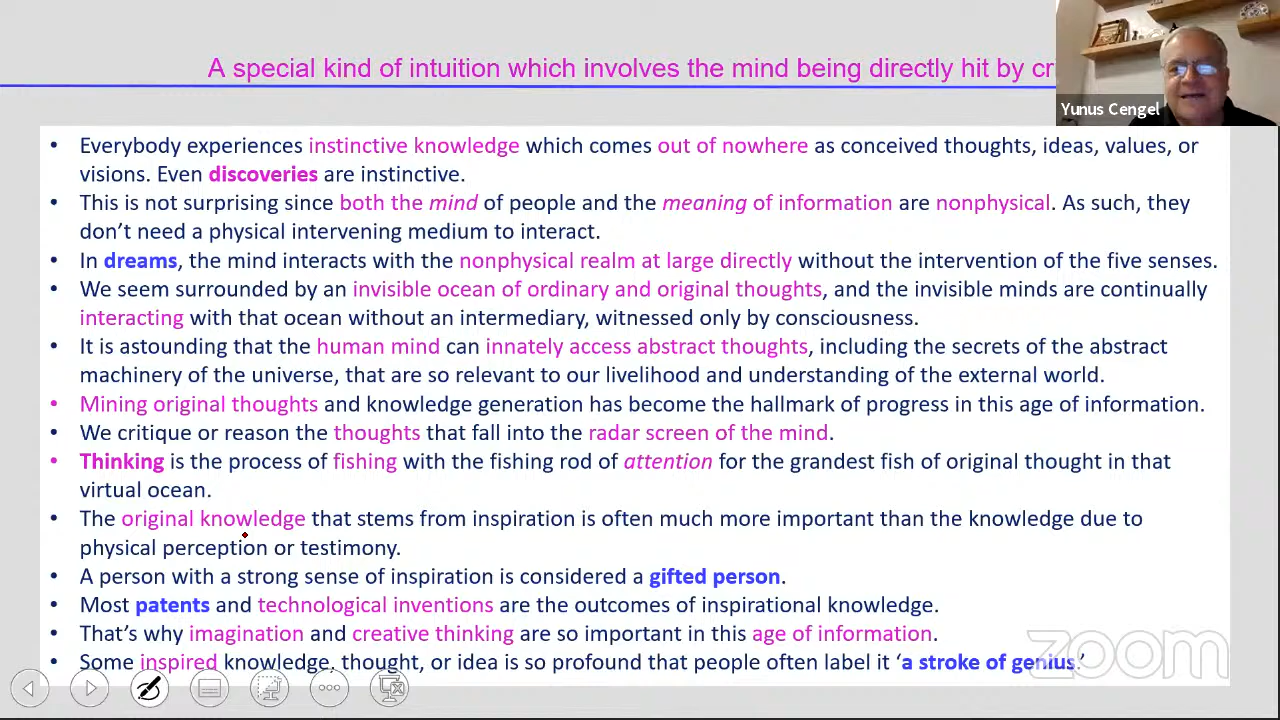 A special kind of intuition which involves the mind being directly hit by
Yunus Cengel
• Everybody experiences instinctive knowledge which comes out of nowhere as conceived thoughts, ideas, values, or
visions. Even discoveries are instinctive.
• This is not surprising since both the mind of people and the meaning of information are nonphysical. As such, they
don’t need a physical intervening medium to interact.
• In dreams, the mind interacts with the nonphysical realm at large directly without the intervention of the five senses.
• We seem surrounded by an invisible ocean of ordinary and original thoughts, and the invisible minds are continually
interacting with that ocean without an intermediary, witnessed only by consciousness.
• It is astounding that the human mind can innately access abstract thoughts, including the secrets of the abstract
machinery of the universe, that are so relevant to our livelihood and understanding of the external world.
• Mining original thoughts and knowledge generation has become the hallmark of progress in this age of information.
• We critique or reason the thoughts that fall into the radar screen of the mind.
• Thinking is the process of fishing with the fishing rod of attention for the grandest fish of original thought in that
virtual ocean.
• The original knowledge that stems from inspiration is often much more important than the knowledge due to
physical perception or testimony.
• A person with a strong sense of inspiration is considered a gifted person.
• Most patents and technological inventions are the outcomes of inspirational knowledge.
• That’s why imagination and creative thinking are so important in this age of information.
• Some inspired knowledge, thought, or idea is so profound that people often label it ‘a stroke of genius.’
zoom